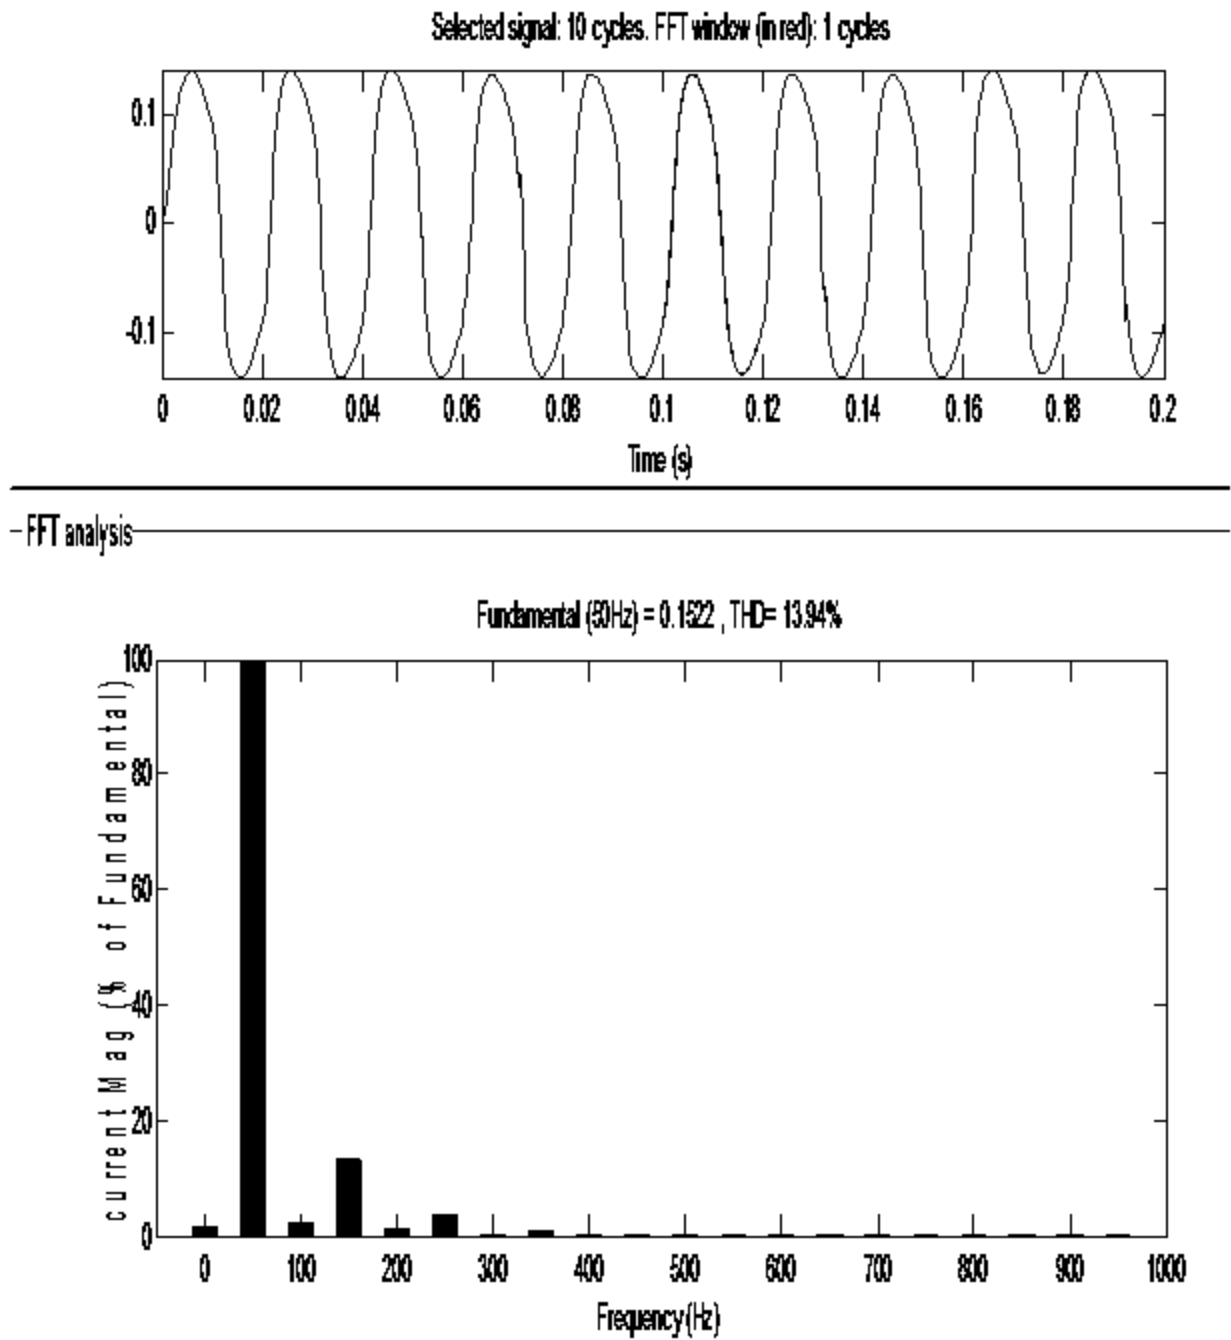 Selected signal: 10 cycles. FFT window (in red): 1 cycles
0.1
0
-0.1
0 0.02 0.04 0.06 0.08 0.1 0.12 0.14 0.16 0.18 0.2
Time (s)
FFT analysis
Fundamental (50Hz) = 0.1522 , THD= 13.94%
100
80
60
40
20
0
current Mag (% of Fundamental)
0 100 200 300 400 500 600 700 800 900 1000
Frequency (Hz)